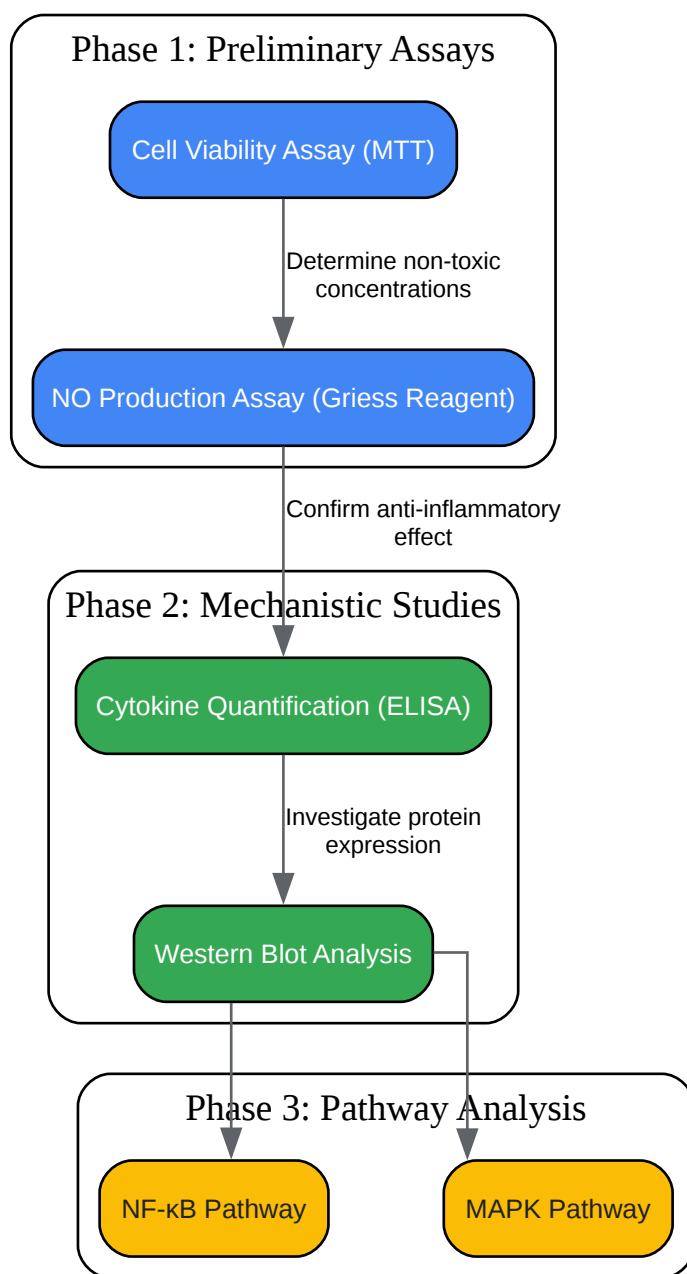 Phase 1: Preliminary Assays
Cell Viability Assay (MTT)
Determine non-toxic
concentrations
NO Production Assay (Griess Reagent)
Confirm anti-inflammatory
effect
Phase 2: Mechanistic Studies
Cytokine Quantification (ELISA)
Investigate protein
expression
Western Blot Analysis
Phase 3: Pathway Analysis
NF-κB Pathway
MAPK Pathway